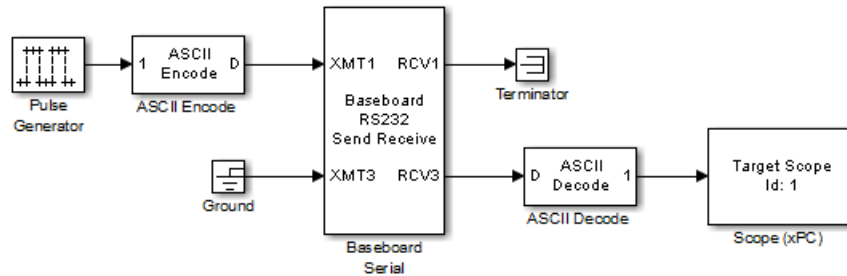 Pulse
Generator
1
ASCII
Encode
D
ASCII Encode
Ground
XMT1
RCV1
Baseboard
RS232
Send Receive
XMT3
RCV3
Baseboard
Serial
Terminator
D
ASCII
Decode
1
ASCII Decode
Target Scope
Id: 1
Scope (xPC)